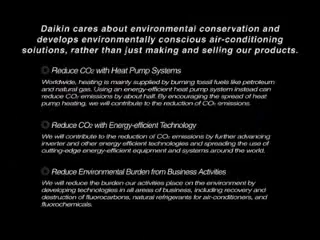 Daikin cares about environmental conservation and
develops environmentally conscious air-conditioning
solutions, rather than just making and selling our products.
Reduce CO2 with Heat Pump Systems
Worldwide, heating is mainly supplied by burning fossil fuels like petroleum
and natural gas. Using an energy-efficient heat pump system instead can
reduce CO2 emissions by about half. By encouraging the spread of heat
pump heating, we will contribute to the reduction of CO2 emissions.
Reduce CO2 with Energy-efficient Technology
We will contribute to the reduction of CO2 emissions by further advancing
inverter and other energy efficient technologies and spreading the use of
cutting-edge energy-efficient equipment and systems around the world.
Reduce Environmental Burden from Business Activities
We will reduce the burden our activities place on the environment by
developing technologies in all areas of business, including recovery and
destruction of fluorocarbons, natural refrigerants for air-conditioners, and
fluorochemicals.